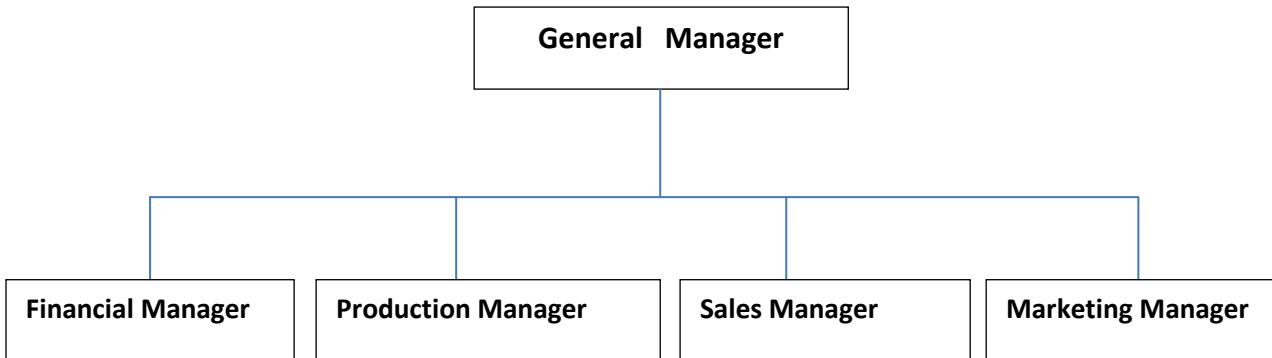 General Manager
Financial Manager
Production Manager
Sales Manager
Marketing Manager